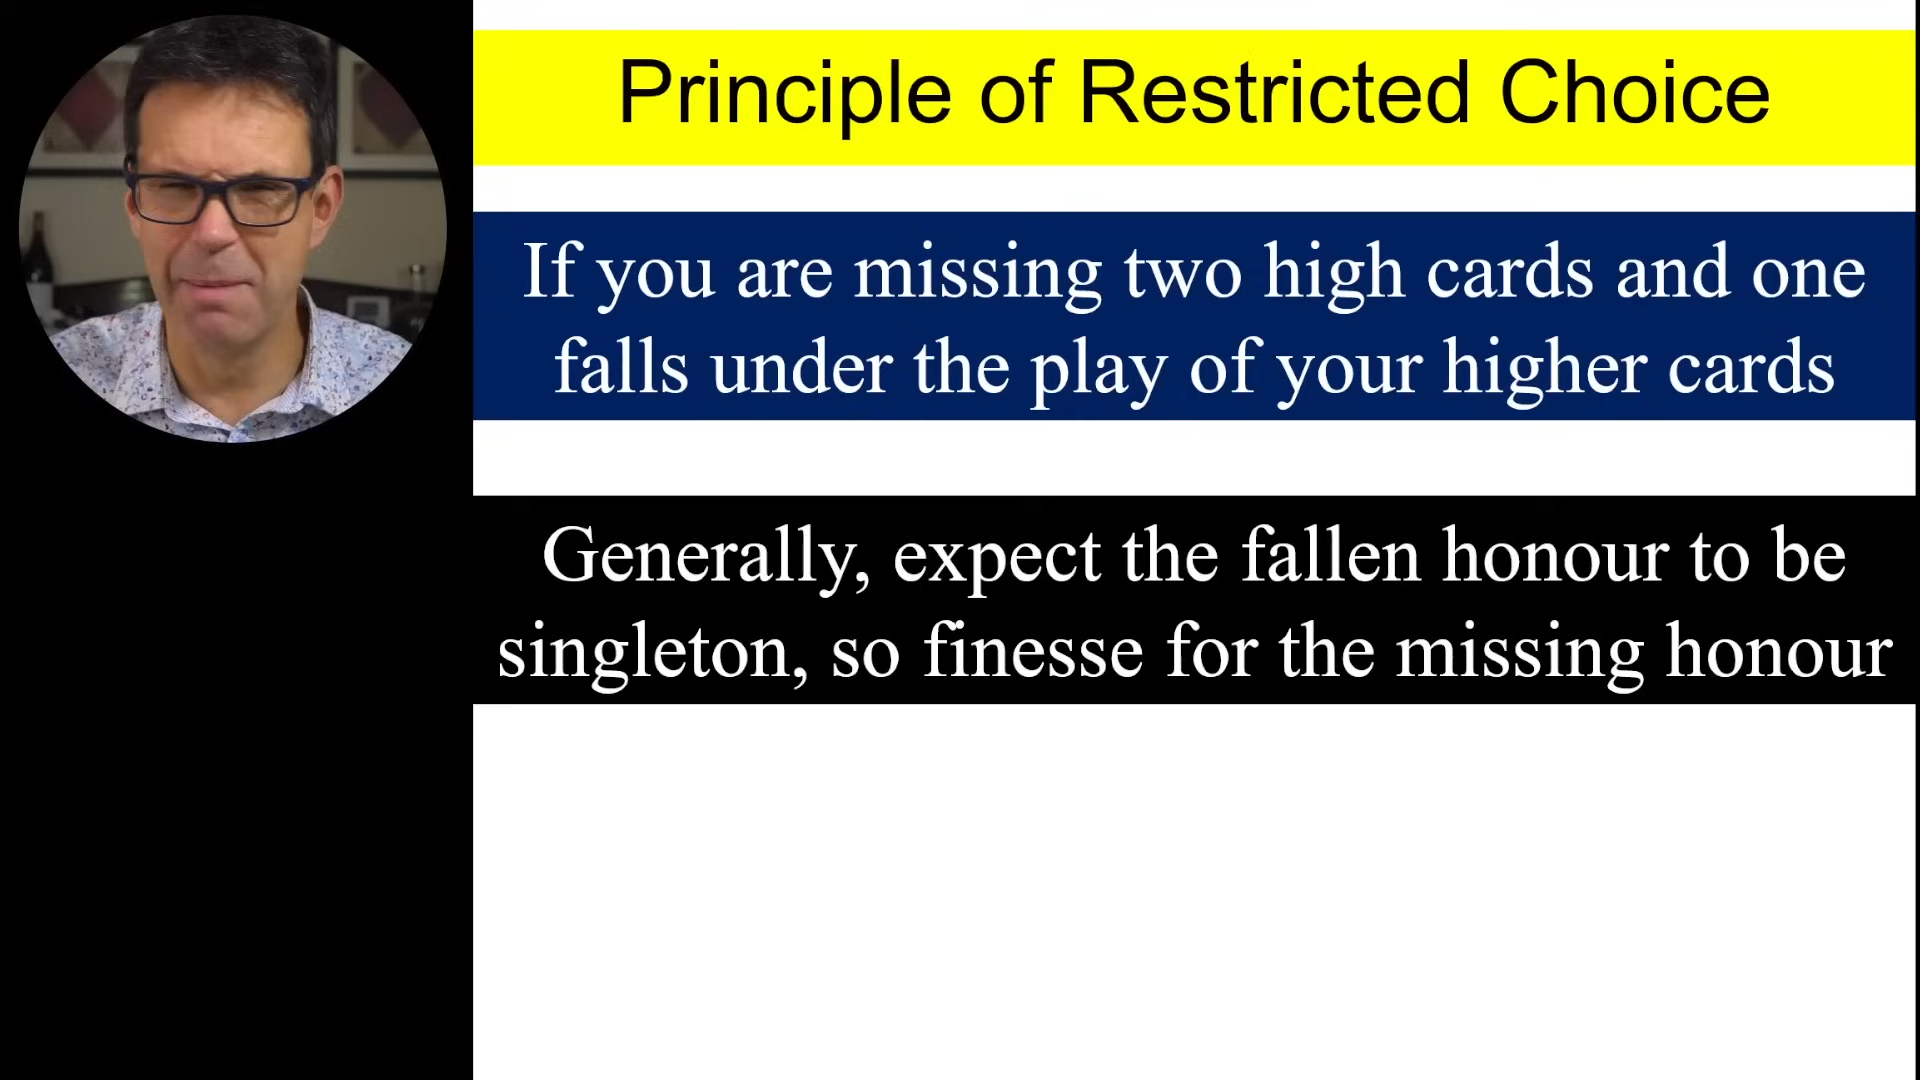 Principle of Restricted Choice
If you are missing two high cards and one
falls under the play of your higher cards
Generally, expect the fallen honour to be
singleton, so finesse for the missing honour